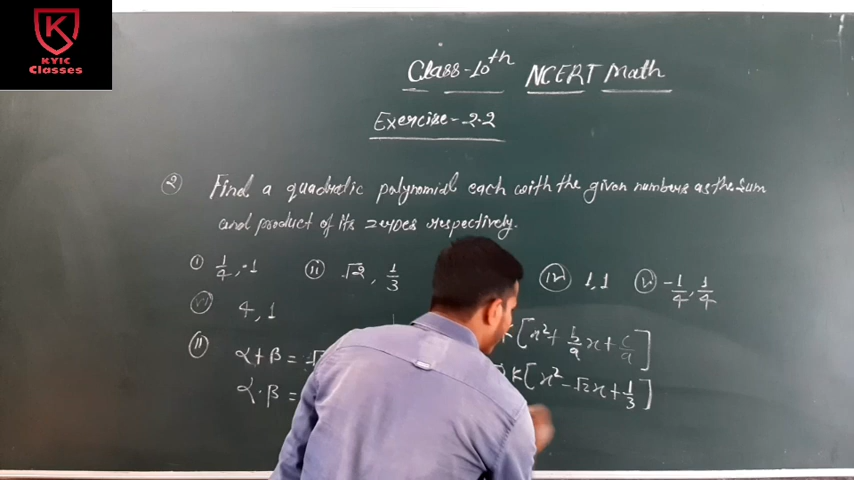 K
KYIC
Classes
Class-10th NCERT Math
Exercise-2.2
② Find a quadratic polynomial each with the given numbers as the sum
and product of its zeroes respectively.
ⓘ 1/4, -1 ⓘⓘ √2, 1/3 ⓘⓥ 1, 1 ⓥ -1/4, 1/4
ⓥⓘ 4, 1
ⓘⓘ α+β = √ [x² + b/a x + c/a]
α·β = K[x² - √2x + 1/3]